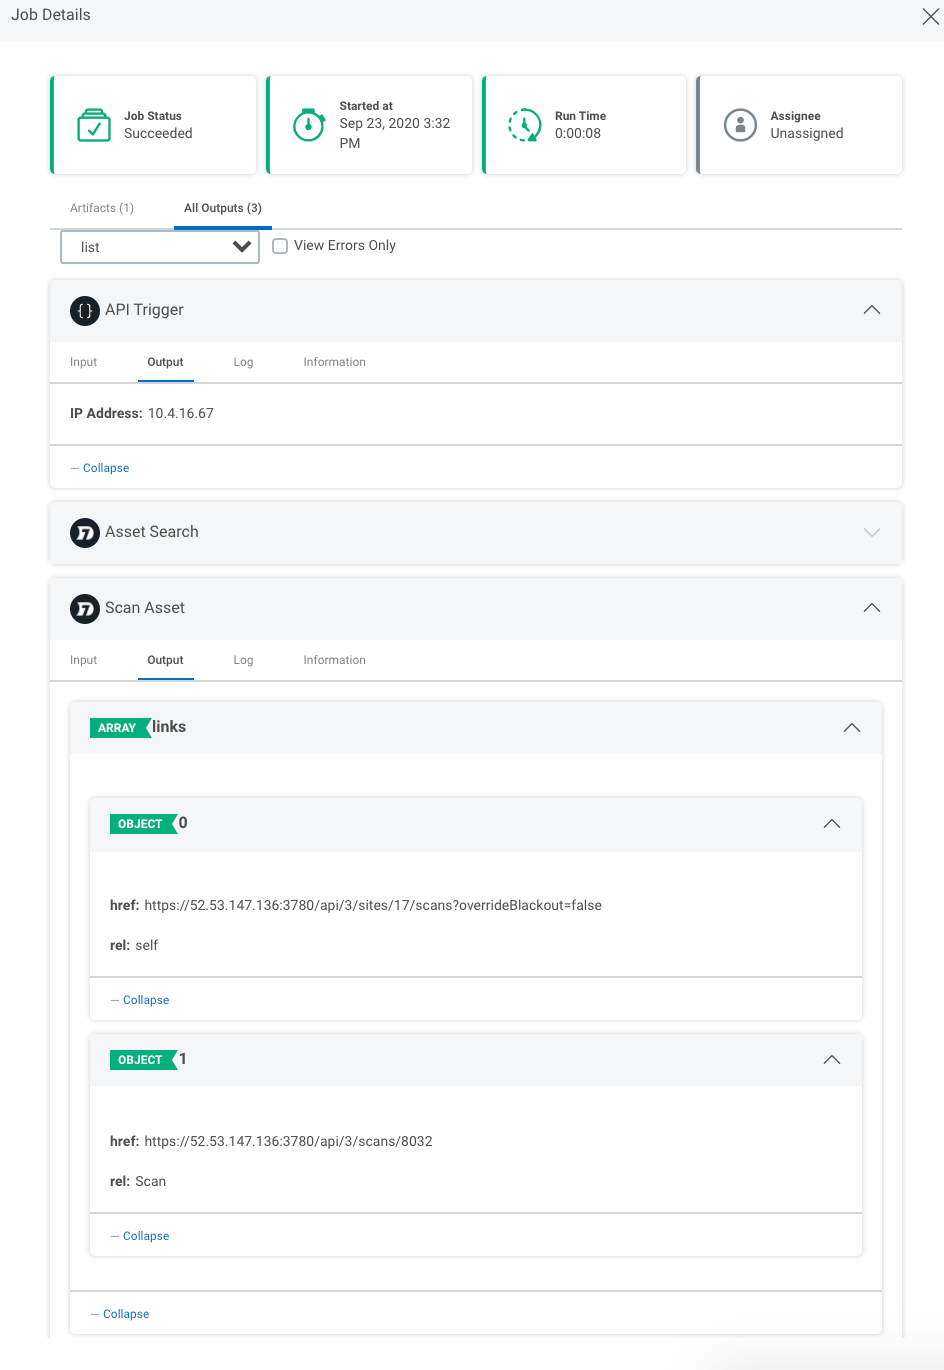 Job Details
Job Status
Succeeded
Started at
Sep 23, 2020 3:32
PM
Run Time
0:00:08
Assignee
Unassigned
Artifacts (1)
All Outputs (3)
list
View Errors Only
{} API Trigger
Input
Output
Log
Information
IP Address: 10.4.16.67
— Collapse
Asset Search
Scan Asset
Input
Output
Log
Information
ARRAY links
OBJECT 0
href: https://52.53.147.136:3780/api/3/sites/17/scans?overrideBlackout=false
rel: self
— Collapse
OBJECT 1
href: https://52.53.147.136:3780/api/3/scans/8032
rel: Scan
— Collapse
— Collapse